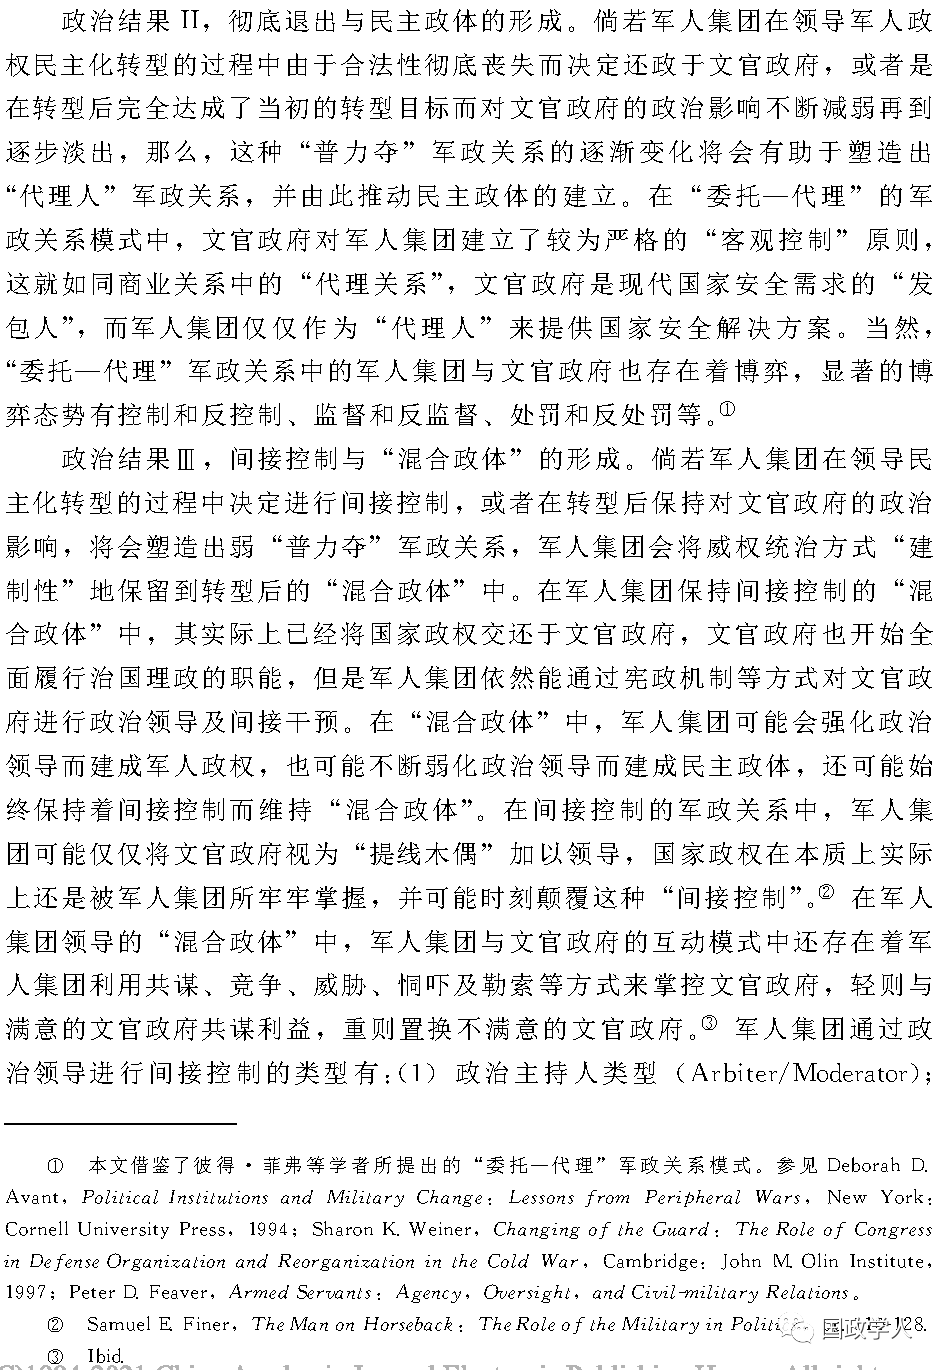 政治结果 II，彻底退出与民主政体的形成。倘若军人集团在领导军人政
权民主化转型的过程中由于合法性彻底丧失而决定还政于文官政府，或者是
在转型后完全达成了当初的转型目标而对文官政府的政治影响不断减弱再到
逐步淡出，那么，这种“普力夺”军政关系的逐渐变化将会有助于塑造出
“代理人”军政关系，并由此推动民主政体的建立。在“委托—代理”的军
政关系模式中，文官政府对军人集团建立了较为严格的“客观控制”原则，
这就如同商业关系中的“代理关系”，文官政府是现代国家安全需求的“发
包人”，而军人集团仅仅作为“代理人”来提供国家安全解决方案。当然，
“委托—代理”军政关系中的军人集团与文官政府也存在着博弈，显著的博
弈态势有控制和反控制、监督和反监督、处罚和反处罚等。①
政治结果Ⅲ，间接控制与“混合政体”的形成。倘若军人集团在领导民
主化转型的过程中决定进行间接控制，或者在转型后保持对文官政府的政治
影响，将会塑造出弱“普力夺”军政关系，军人集团会将威权统治方式“建
制性”地保留到转型后的“混合政体”中。在军人集团保持间接控制的“混
合政体”中，其实际上已经将国家政权交还于文官政府，文官政府也开始全
面履行治国理政的职能，但是军人集团依然能通过宪政机制等方式对文官政
府进行政治领导及间接干预。在“混合政体”中，军人集团可能会强化政治
领导而建成军人政权，也可能不断弱化政治领导而建成民主政体，还可能始
终保持着间接控制而维持“混合政体”。在间接控制的军政关系中，军人集
团可能仅仅将文官政府视为“提线木偶”加以领导，国家政权在本质上实际
上还是被军人集团所牢牢掌握，并可能时刻颠覆这种“间接控制”。② 在军人
集团领导的“混合政体”中，军人集团与文官政府的互动模式中还存在着军
人集团利用共谋、竞争、威胁、恫吓及勒索等方式来掌控文官政府，轻则与
满意的文官政府共谋利益，重则置换不满意的文官政府。③ 军人集团通过政
治领导进行间接控制的类型有：（1）政治主持人类型（Arbiter/Moderator）；
① 本文借鉴了彼得·菲弗等学者所提出的“委托—代理”军政关系模式。参见 Deborah D.
Avant, Political Institutions and Military Change: Lessons from Peripheral Wars, New York:
Cornell University Press, 1994; Sharon K. Weiner, Changing of the Guard: The Role of Congress
in Defense Organization and Reorganization in the Cold War, Cambridge: John M. Olin Institute,
1997; Peter D. Feaver, Armed Servants: Agency, Oversight, and Civil-military Relations。
② Samuel E. Finer, The Man on Horseback: The Role of the Military in Politi 128.
国政学人
③ Ibid.